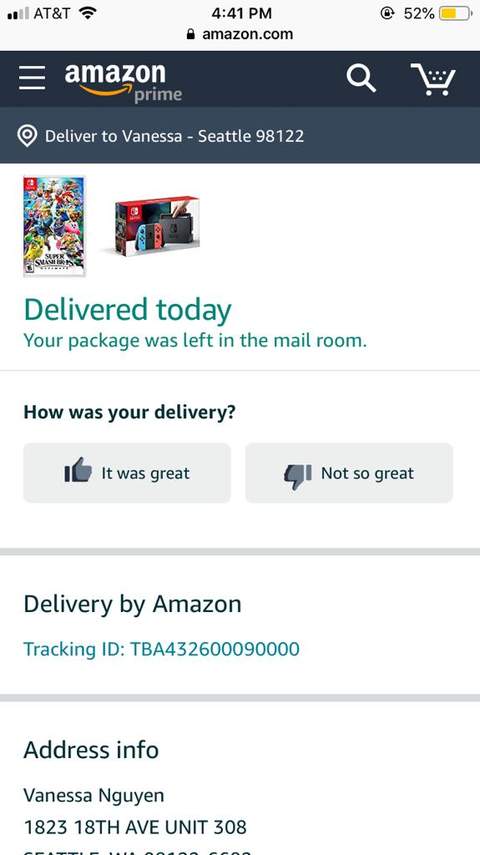 AT&T 4:41 PM 52%
amazon.com
amazon
prime
Deliver to Vanessa - Seattle 98122
SUPER
SMASH BROS.
ULTIMATE
Delivered today
Your package was left in the mail room.
How was your delivery?
It was great Not so great
Delivery by Amazon
Tracking ID: TBA432600090000
Address info
Vanessa Nguyen
1823 18TH AVE UNIT 308